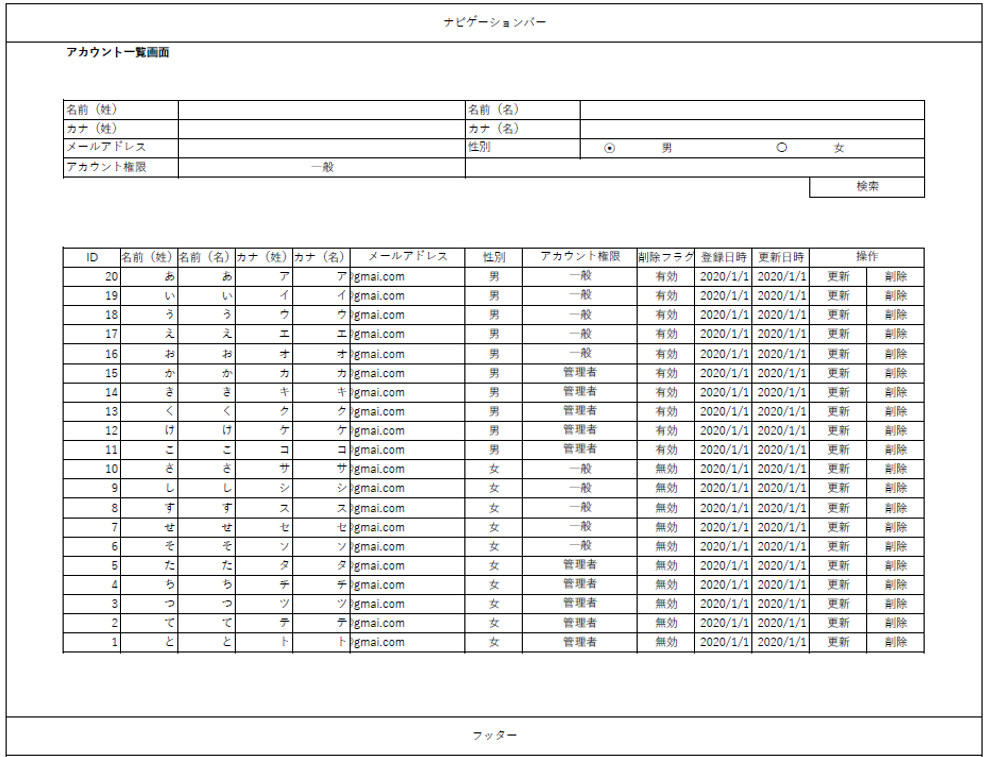 ナビゲーションバー
アカウント一覧画面
名前（姓） 名前（名）
カナ（姓） カナ（名）
メールアドレス 性別 男 女
アカウント権限 一般
検索
ID 名前（姓） 名前（名） カナ（姓） カナ（名） メールアドレス 性別 アカウント権限 削除フラグ 登録日時 更新日時 操作
20 あ あ ア ア @gmai.com 男 一般 有効 2020/1/1 2020/1/1 更新 削除
19 い い イ イ @gmai.com 男 一般 有効 2020/1/1 2020/1/1 更新 削除
18 う う ウ ウ @gmai.com 男 一般 有効 2020/1/1 2020/1/1 更新 削除
17 え え エ エ @gmai.com 男 一般 有効 2020/1/1 2020/1/1 更新 削除
16 お お オ オ @gmai.com 男 一般 有効 2020/1/1 2020/1/1 更新 削除
15 か か カ カ @gmai.com 男 管理者 有効 2020/1/1 2020/1/1 更新 削除
14 き き キ キ @gmai.com 男 管理者 有効 2020/1/1 2020/1/1 更新 削除
13 く く ク ク @gmai.com 男 管理者 有効 2020/1/1 2020/1/1 更新 削除
12 け け ケ ケ @gmai.com 男 管理者 有効 2020/1/1 2020/1/1 更新 削除
11 こ こ コ コ @gmai.com 男 管理者 有効 2020/1/1 2020/1/1 更新 削除
10 さ さ サ サ @gmai.com 女 一般 無効 2020/1/1 2020/1/1 更新 削除
9 し し シ シ @gmai.com 女 一般 無効 2020/1/1 2020/1/1 更新 削除
8 す す ス ス @gmai.com 女 一般 無効 2020/1/1 2020/1/1 更新 削除
7 せ せ セ セ @gmai.com 女 一般 無効 2020/1/1 2020/1/1 更新 削除
6 そ そ ソ ソ @gmai.com 女 一般 無効 2020/1/1 2020/1/1 更新 削除
5 た た タ タ @gmai.com 女 管理者 無効 2020/1/1 2020/1/1 更新 削除
4 ち ち チ チ @gmai.com 女 管理者 無効 2020/1/1 2020/1/1 更新 削除
3 つ つ ツ ツ @gmai.com 女 管理者 無効 2020/1/1 2020/1/1 更新 削除
2 て て テ テ @gmai.com 女 管理者 無効 2020/1/1 2020/1/1 更新 削除
1 と と ト ト @gmai.com 女 管理者 無効 2020/1/1 2020/1/1 更新 削除
フッター